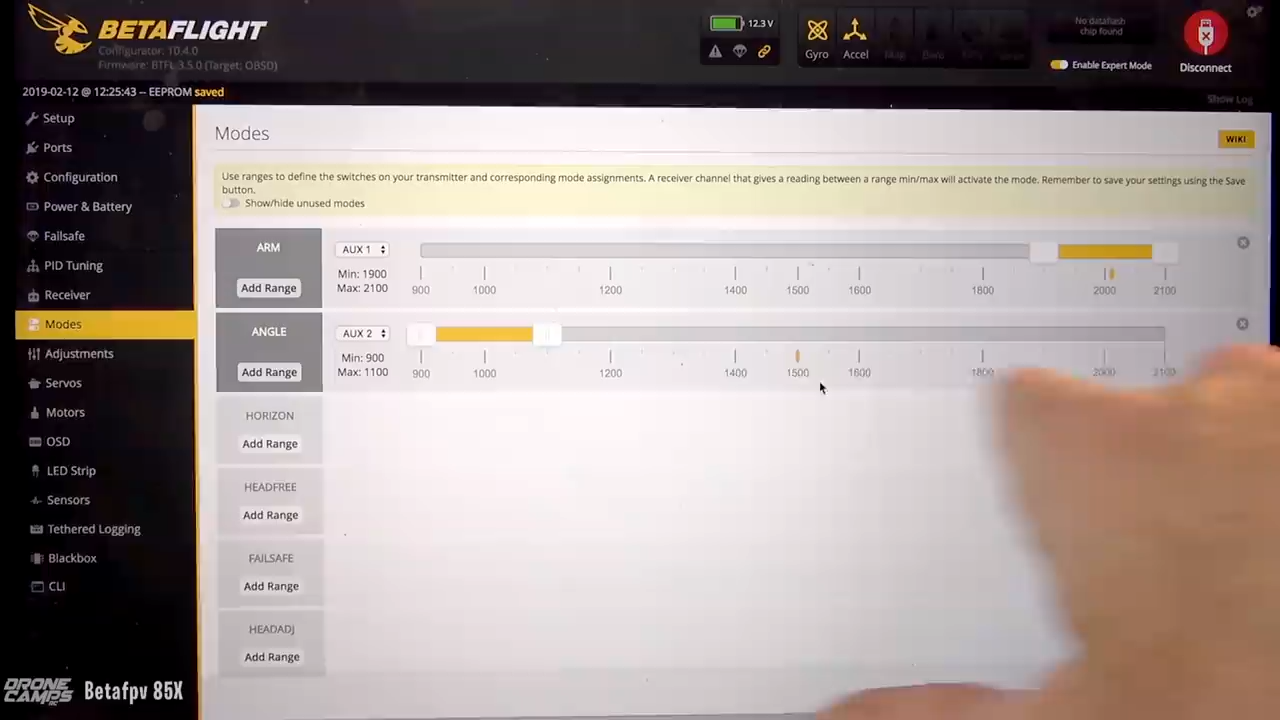 BETAFLIGHT
Configurator: 10.4.0
Firmware: BTFL 3.5.0 (Target: OBSD)
12.3 V
Gyro
Accel
No dataflash
chip found
Enable Expert Mode
Disconnect
2019-02-12 @ 12:25:43 -- EEPROM saved
Show Log
Setup
Ports
Configuration
Power & Battery
Failsafe
PID Tuning
Receiver
Modes
Adjustments
Servos
Motors
OSD
LED Strip
Sensors
Tethered Logging
Blackbox
CLI
Modes
WIKI
Use ranges to define the switches on your transmitter and corresponding mode assignments. A receiver channel that gives a reading between a range min/max will activate the mode. Remember to save your settings using the Save
button.
Show/hide unused modes
ARM
Add Range
AUX 1
Min: 1900
Max: 2100
900 1000 1200 1400 1500 1600 1800 2000 2100
ANGLE
Add Range
AUX 2
Min: 900
Max: 1100
900 1000 1200 1400 1500 1600 1800 2000 2100
HORIZON
Add Range
HEADFREE
Add Range
FAILSAFE
Add Range
HEADADJ
Add Range
DRONE
CAMPS
RC
Betafpv 85X